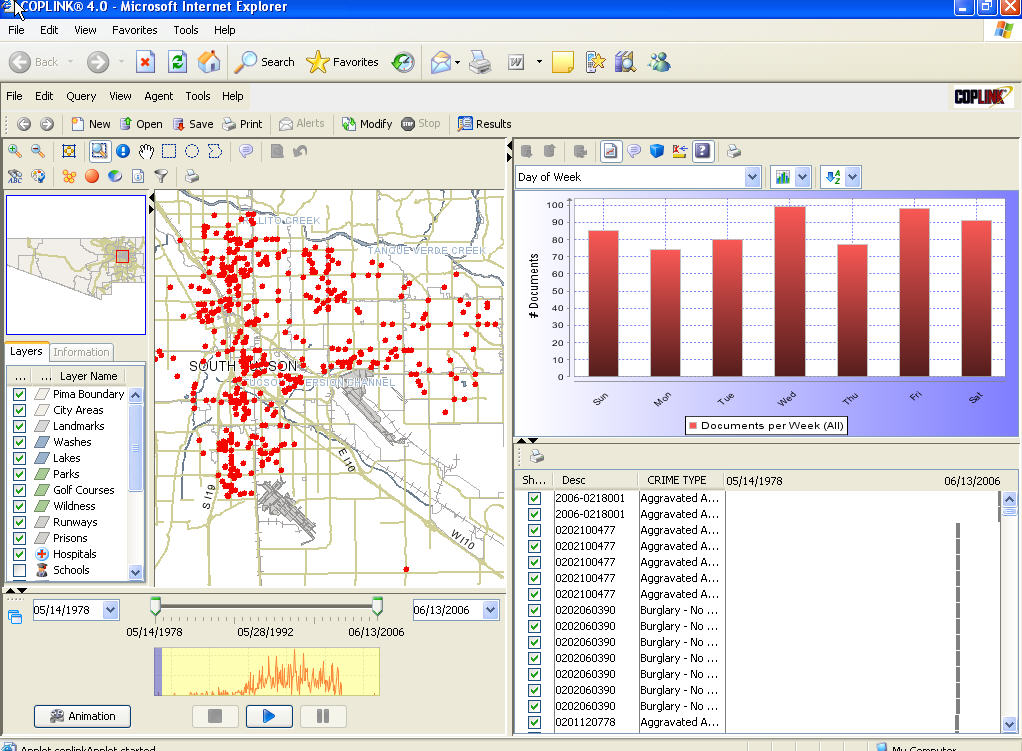 COPLINK® 4.0 - Microsoft Internet Explorer
File Edit View Favorites Tools Help
Back Search Favorites
File Edit Query View Agent Tools Help
COPLINK
New Open Save Print Alerts Modify Stop Results
Day of Week
TANQUE VERDE CREEK
SOUTH
E I10
S I19
W I10
Layers Information
... ... Layer Name
Pima Boundary
City Areas
Landmarks
Washes
Lakes
Parks
Golf Courses
Wildness
Runways
Prisons
Hospitals
Schools
05/14/1978
06/13/2006
05/14/1978 05/28/1992 06/13/2006
Animation
# Documents
100
90
80
70
60
50
40
30
20
10
0
Sun Mon Tue Wed Thu Fri Sat
Documents per Week (All)
Sh... Desc CRIME TYPE 05/14/1978 06/13/2006
2006-0218001 Aggravated A...
2006-0218001 Aggravated A...
0202100477 Aggravated A...
0202100477 Aggravated A...
0202100477 Aggravated A...
0202100477 Aggravated A...
0202100477 Aggravated A...
0202060390 Burglary - No ...
0202060390 Burglary - No ...
0202060390 Burglary - No ...
0202060390 Burglary - No ...
0202060390 Burglary - No ...
0202060390 Burglary - No ...
0202060390 Burglary - No ...
0201120778 Aggravated A...
Applet coplinkApplet started
My Computer